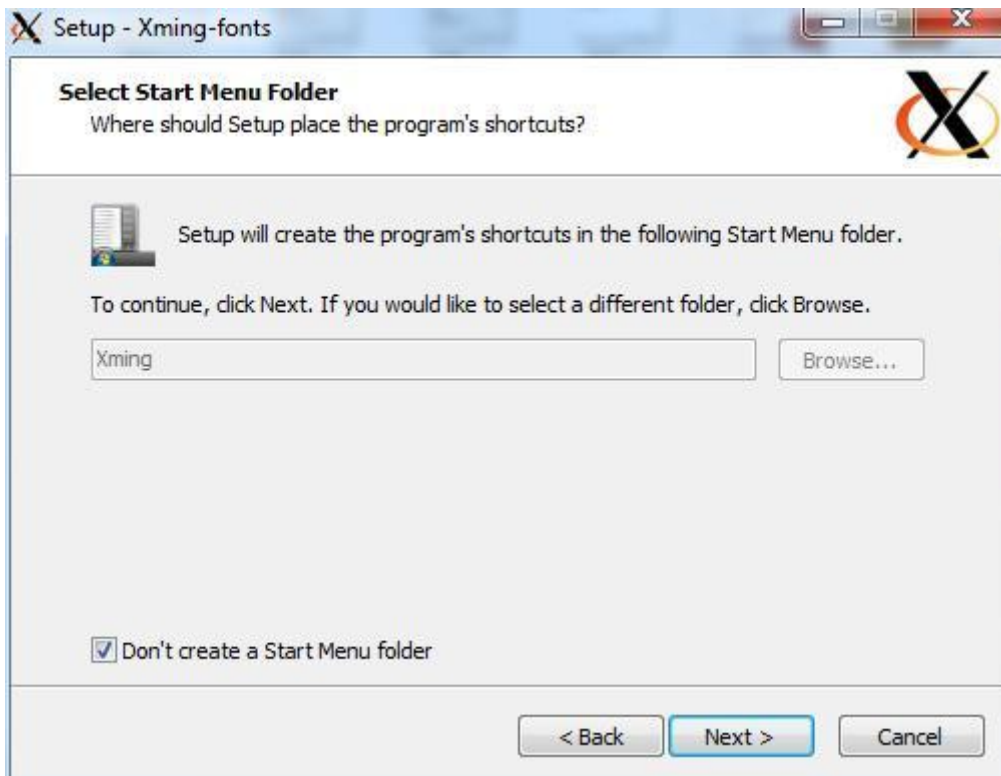 Setup - Xming-fonts
Select Start Menu Folder
Where should Setup place the program's shortcuts?
Setup will create the program's shortcuts in the following Start Menu folder.
To continue, click Next. If you would like to select a different folder, click Browse.
Xming
Browse...
Don't create a Start Menu folder
< Back
Next >
Cancel